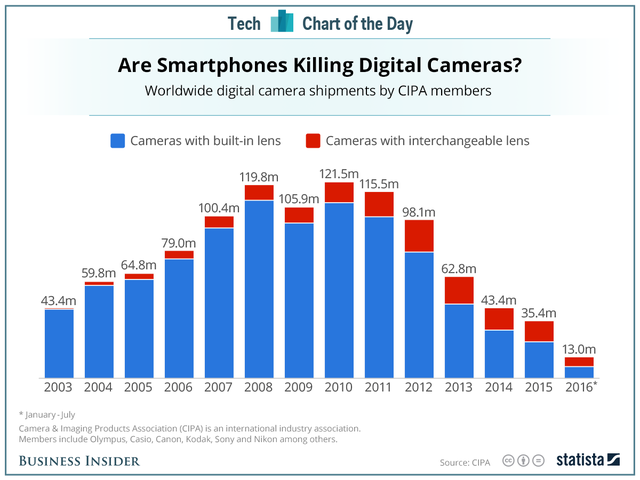 Tech Chart of the Day
Are Smartphones Killing Digital Cameras?
Worldwide digital camera shipments by CIPA members
Cameras with built-in lens Cameras with interchangeable lens
43.4m 59.8m 64.8m 79.0m 100.4m 119.8m 105.9m 121.5m 115.5m 98.1m 62.8m 43.4m 35.4m 13.0m
2003 2004 2005 2006 2007 2008 2009 2010 2011 2012 2013 2014 2015 2016*
* January - July
Camera & Imaging Products Association (CIPA) is an international industry association.
Members include Olympus, Casio, Canon, Kodak, Sony and Nikon among others.
BUSINESS INSIDER Source: CIPA cc statista